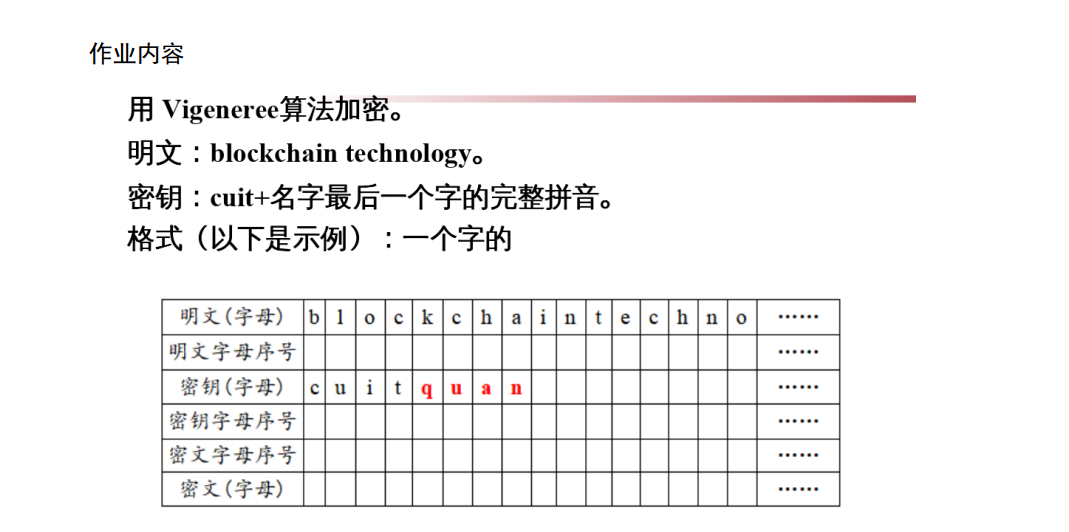 作业内容
用 Vigeneree算法加密。
明文：blockchain technology。
密钥：cuit+名字最后一个字的完整拼音。
格式（以下是示例）：一个字的
明文(字母) b l o c k c h a i n t e c h n o ……
明文字母序号 ……
密钥(字母) c u i t q u a n ……
密钥字母序号 ……
密文字母序号 ……
密文(字母) ……